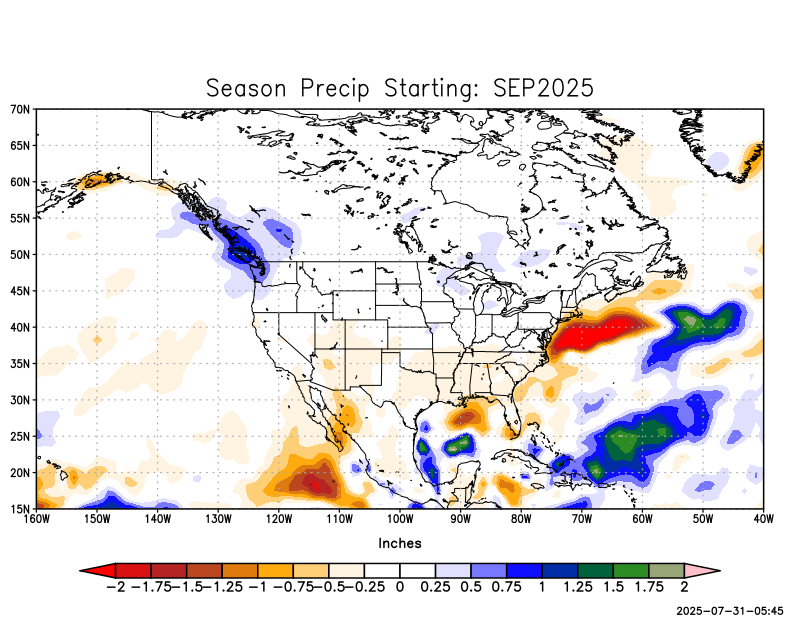 Season Precip Starting: SEP2025
70N
65N
60N
55N
50N
45N
40N
35N
30N
25N
20N
15N
160W 150W 140W 130W 120W 110W 100W 90W 80W 70W 60W 50W 40W
Inches
−2 −1.75 −1.5 −1.25 −1 −0.75 −0.5 −0.25 0 0.25 0.5 0.75 1 1.25 1.5 1.75 2
2025−07−31−05:45